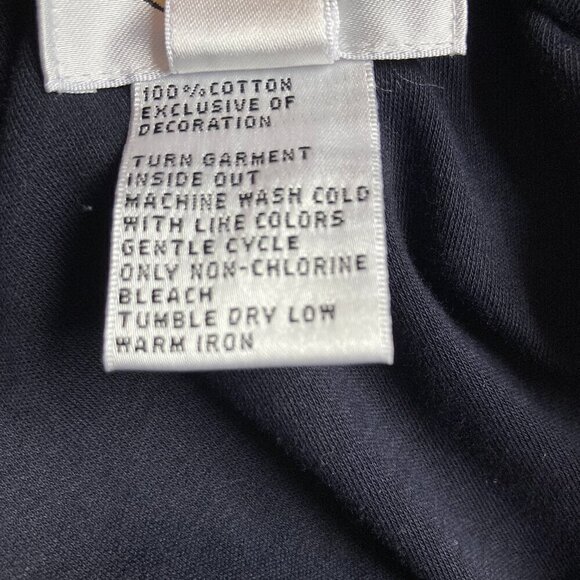 100% COTTON
EXCLUSIVE OF
DECORATION
TURN GARMENT
INSIDE OUT
MACHINE WASH COLD
WITH LIKE COLORS
GENTLE CYCLE
ONLY NON-CHLORINE
BLEACH
TUMBLE DRY LOW
WARM IRON